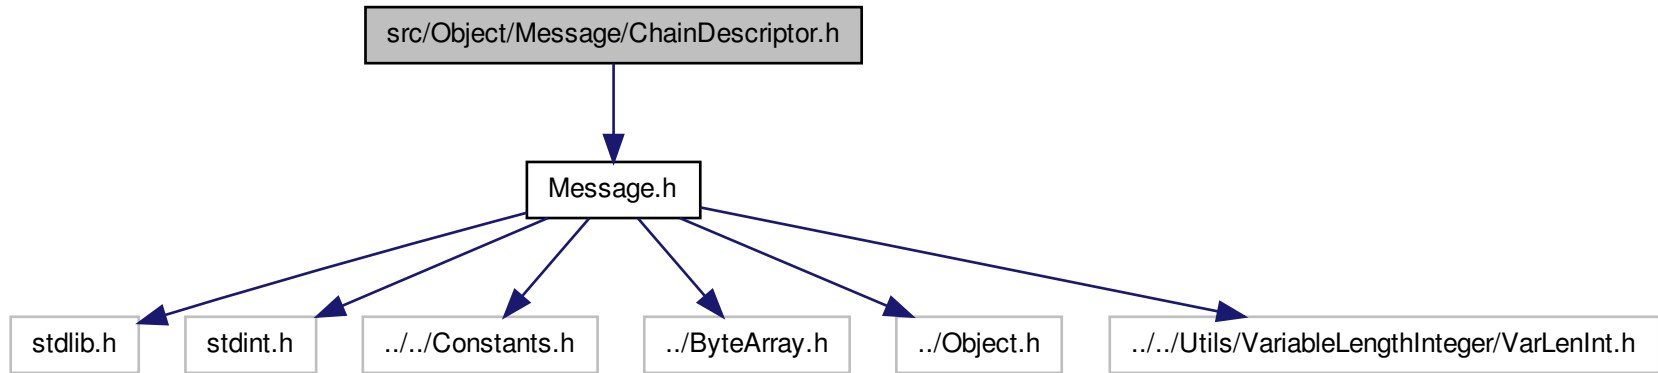 src/Object/Message/ChainDescriptor.h
Message.h
stdlib.h
stdint.h
../../Constants.h
../ByteArray.h
../Object.h
../../Utils/VariableLengthInteger/VarLenInt.h